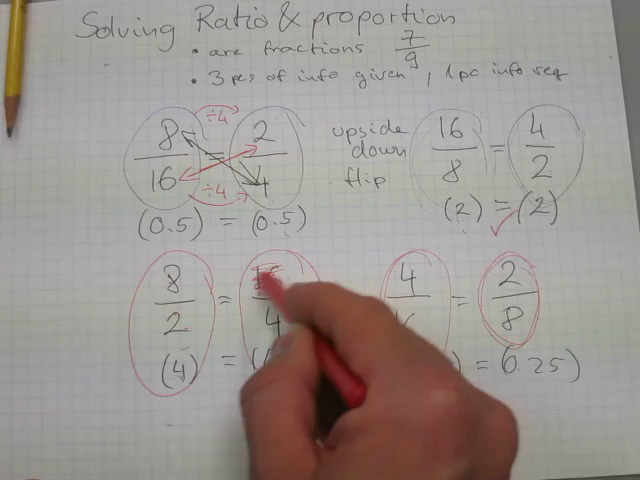 Solving Ratio & proportion
• are fractions 7/9
• 3 pcs of info given, 1 pc info req
÷4
8/16 = 2/4
÷4
(0.5) = (0.5)
upside
down
flip
16/8 = 4/2
(2) = (2)
8/2 = /4
(4) = (
4/ = 2/8
) = 0.25)